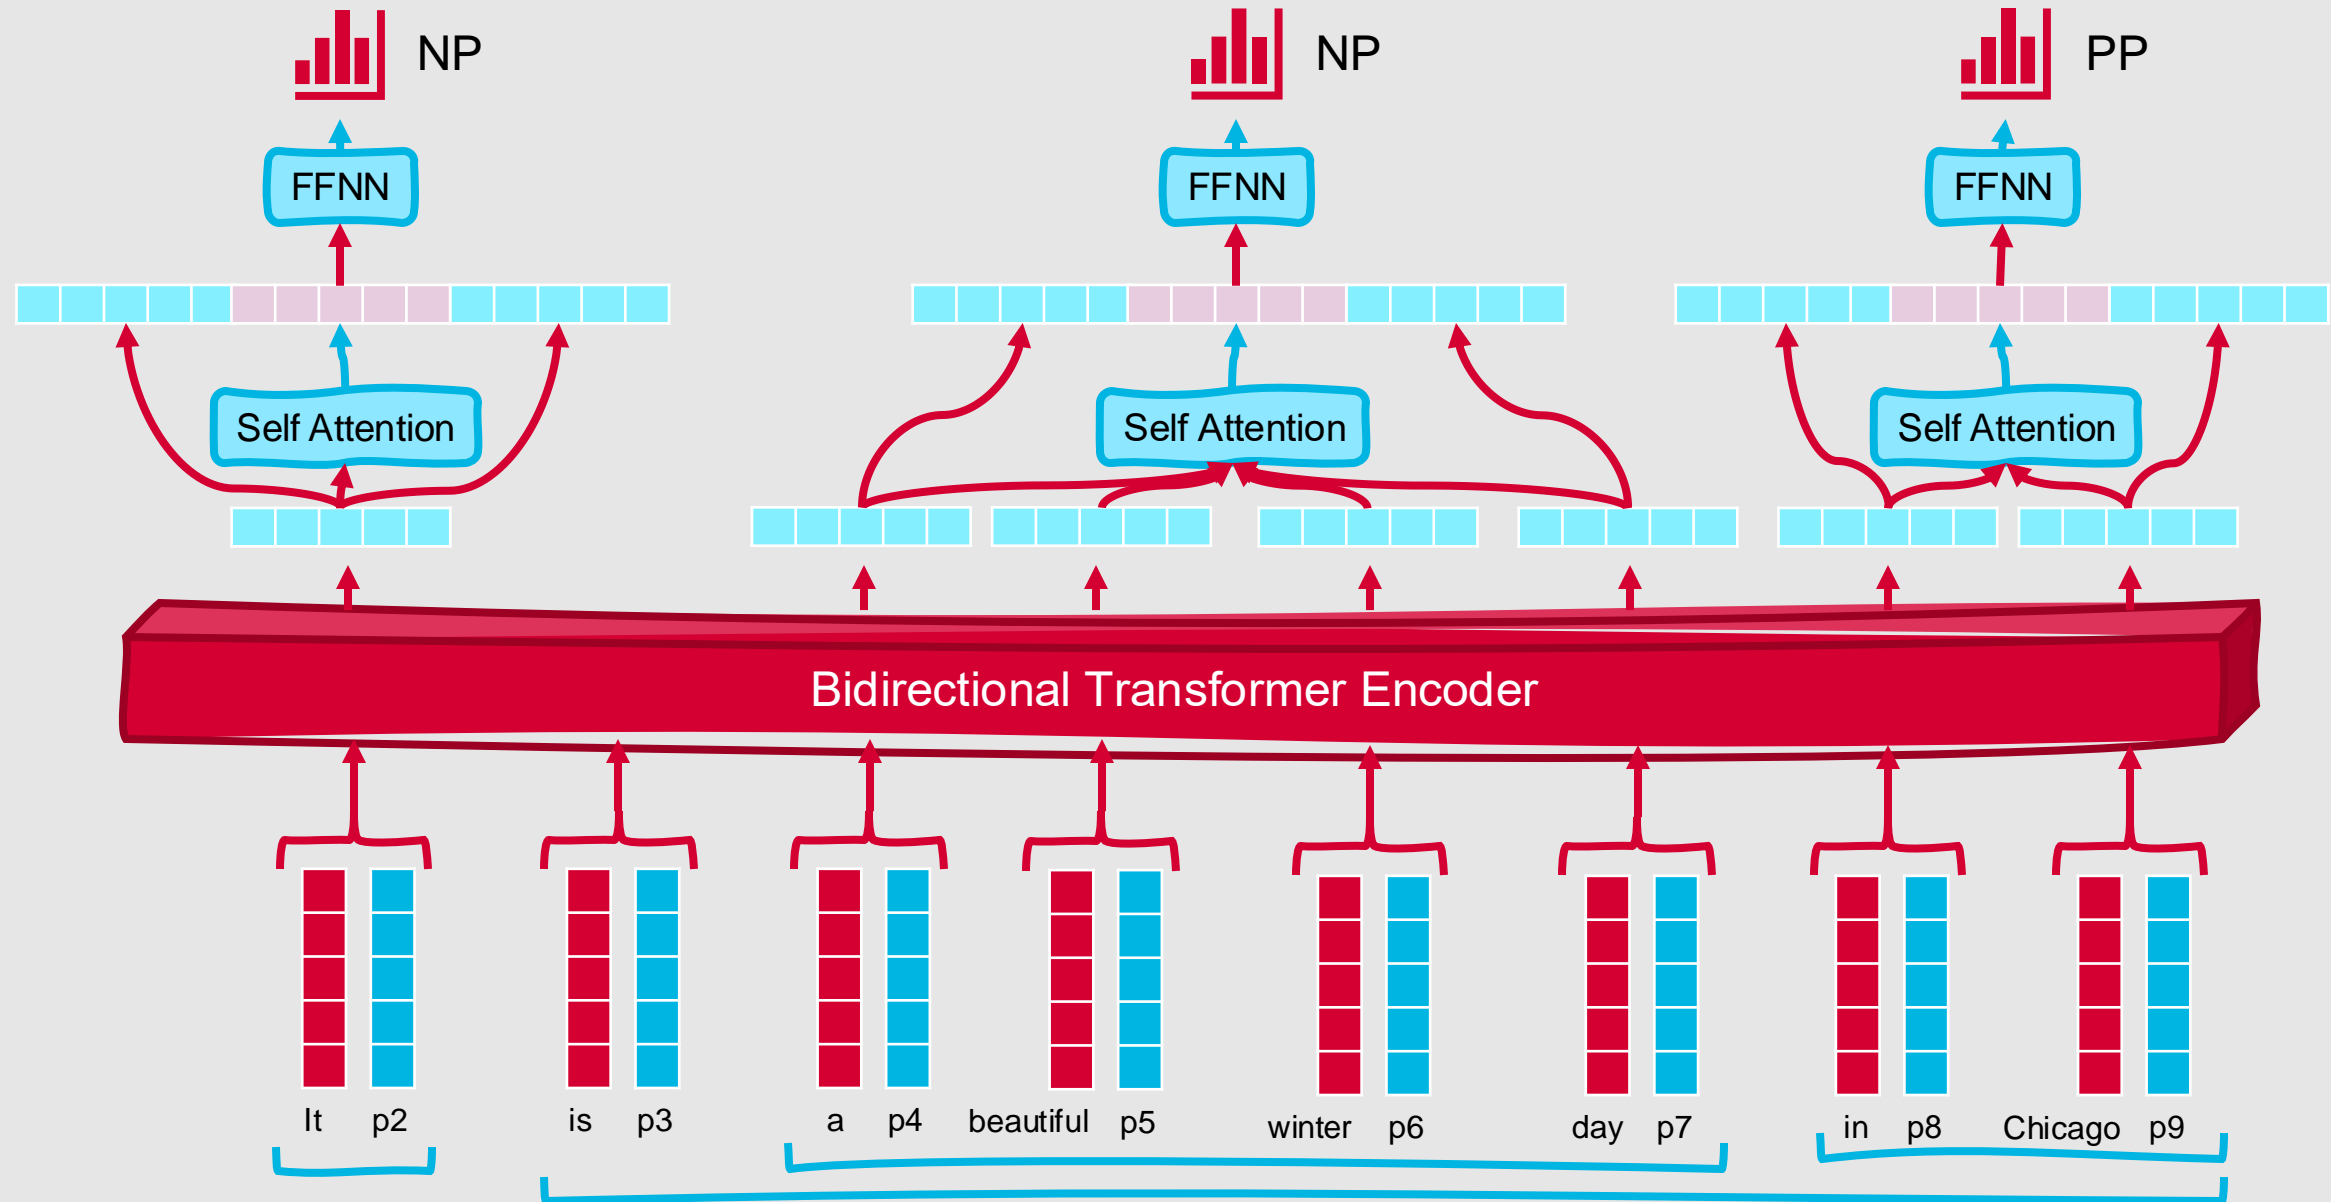 NP NP PP
FFNN FFNN FFNN
Self Attention Self Attention Self Attention
Bidirectional Transformer Encoder
It p2 is p3 a p4 beautiful p5 winter p6 day p7 in p8 Chicago p9